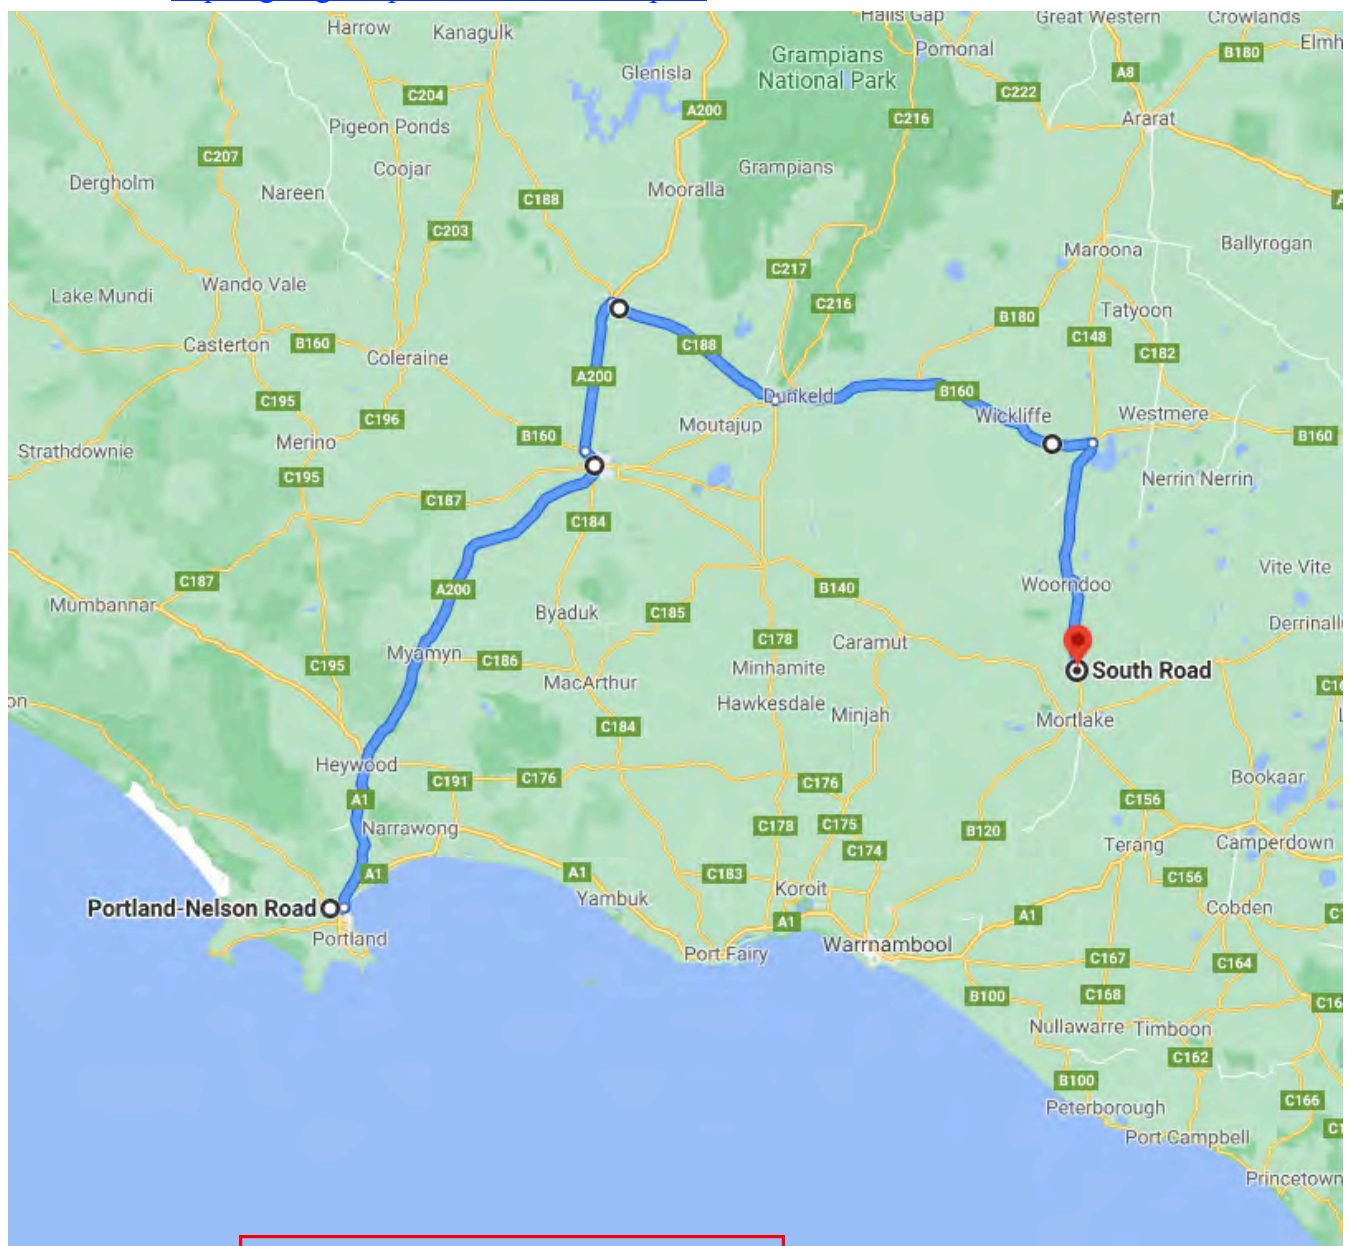 Halls Gap
Great Western
Crowlands
Harrow
Kanagulk
Pomonal
B180
Grampians
National Park
Glenisla
A8
C204
C222
A200
C216
Ararat
Pigeon Ponds
C207
Coojar
Grampians
Dergholm
Nareen
Mooralla
C188
C203
Maroona
Ballyrogan
C217
Lake Mundi
Wando Vale
C216
Tatyoon
B180
C148
Casterton
B160
Coleraine
C188
C182
A200
Dunkeld
B160
C195
C196
Moutajup
Wickliffe
Westmere
Strathdownie
Merino
B160
B160
C195
Nerrin Nerrin
C187
C184
Vite Vite
C187
A200
Woorndoo
B140
Mumbannar
Byaduk
C185
Caramut
C178
C195
Myamyn
C186
Minhamite
South Road
MacArthur
Hawkesdale
Minjah
Mortlake
C184
Heywood
C191
C176
C176
Bookaar
A1
C156
Narrawong
C178
C175
B120
C174
Terang
Camperdown
A1
A1
C183
C156
Yambuk
Koroit
Portland-Nelson Road
A1
A1
Cobden
Portland
Port Fairy
Warrnambool
C167
C164
B100
C168
Nullawarre
Timboon
C162
B100
C166
Peterborough
Port Campbell
Princetown